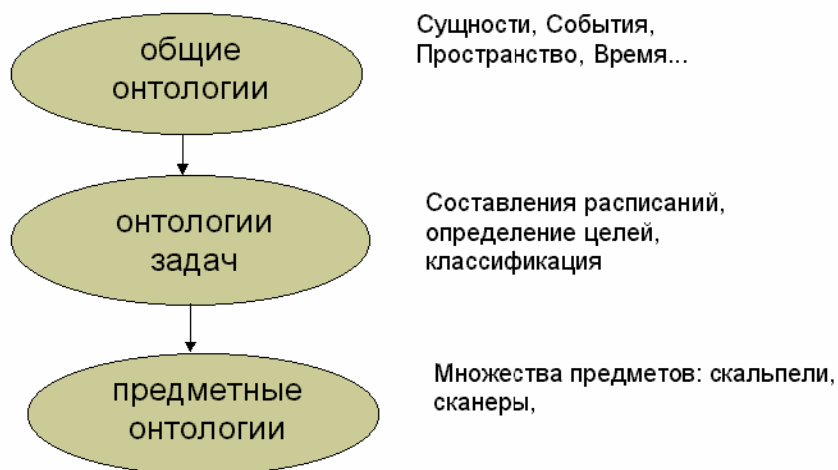 общие
онтологии
Сущности, События,
Пространство, Время...
онтологии
задач
Составления расписаний,
определение целей,
классификация
предметные
онтологии
Множества предметов: скальпели,
сканеры,